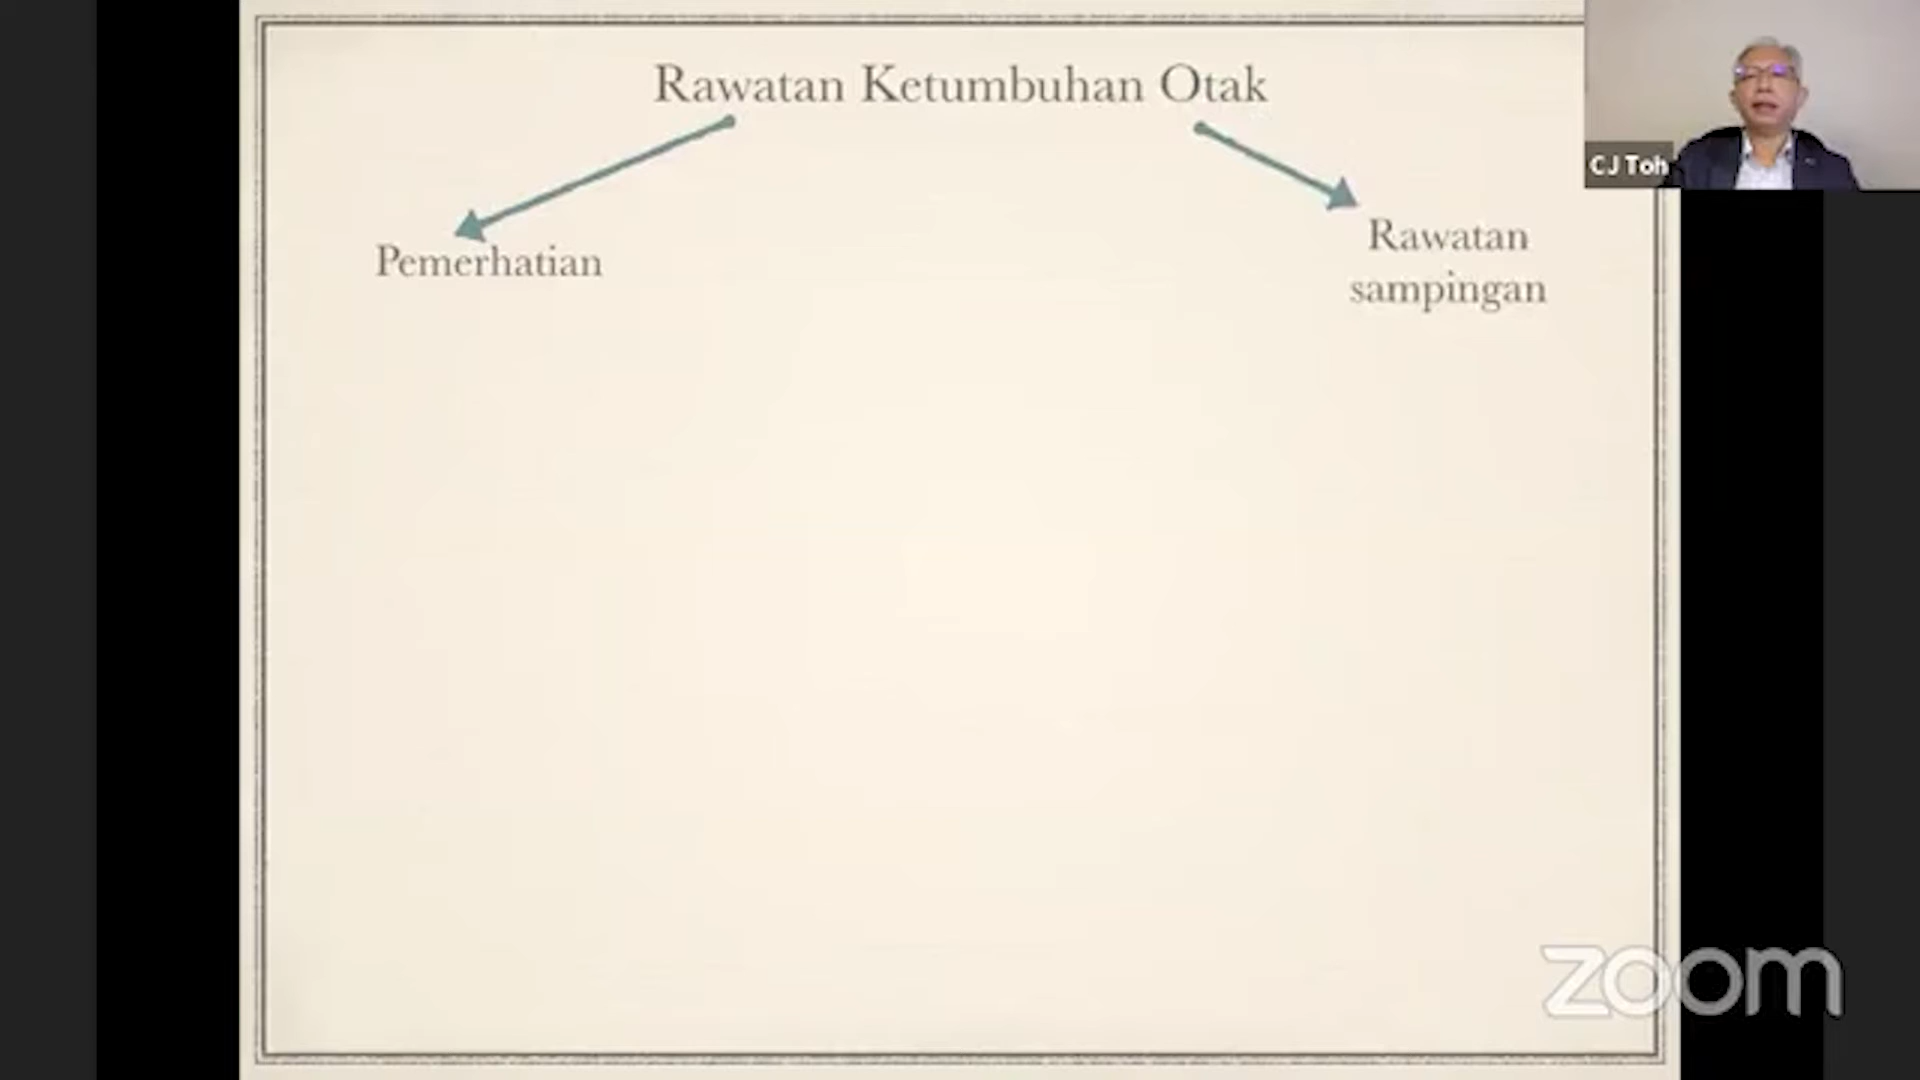 Rawatan Ketumbuhan Otak
CJ Toh
Pemerhatian
Rawatan
sampingan
zoom